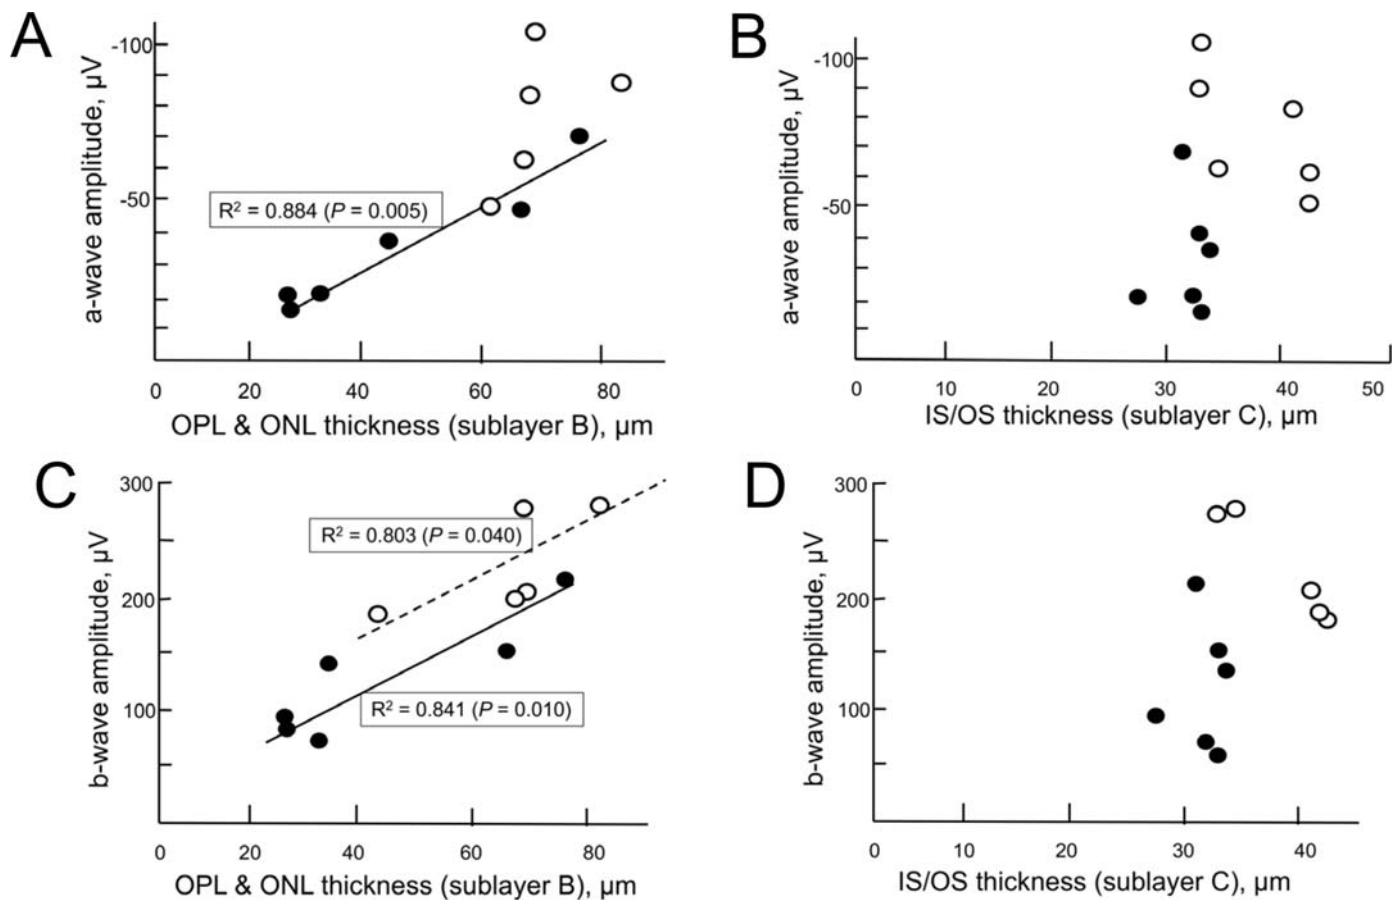 A
a-wave amplitude, µV
-100
-50
R² = 0.884 (P = 0.005)
0 20 40 60 80
OPL & ONL thickness (sublayer B), µm
B
a-wave amplitude, µV
-100
-50
0 10 20 30 40 50
IS/OS thickness (sublayer C), µm
C
b-wave amplitude, µV
300
200
100
R² = 0.803 (P = 0.040)
R² = 0.841 (P = 0.010)
0 20 40 60 80
OPL & ONL thickness (sublayer B), µm
D
b-wave amplitude, µV
300
200
100
0 10 20 30 40
IS/OS thickness (sublayer C), µm